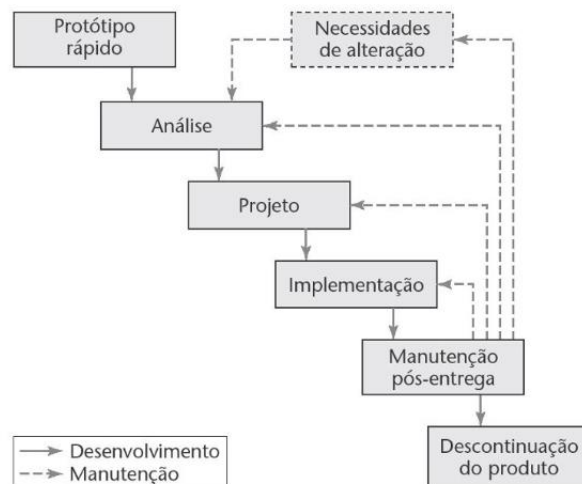 Protótipo
rápido
Necessidades
de alteração
Análise
Projeto
Implementação
Manutenção
pós-entrega
Desenvolvimento
Manutenção
Descontinuação
do produto